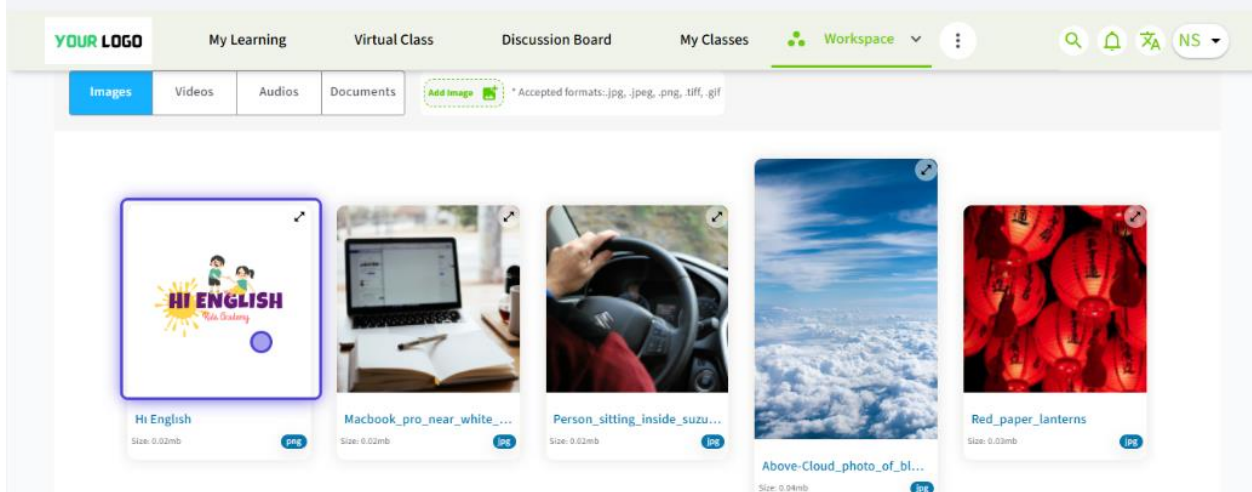 YOUR LOGO My Learning Virtual Class Discussion Board My Classes Workspace NS
Images Videos Audios Documents Add Image * Accepted formats:.jpg, .jpeg, .png, .tiff, .gif
HI ENGLISH
Kids Academy
Hi English Macbook_pro_near_white_... Person_sitting_inside_suzu... Red_paper_lanterns
Size: 0.02mb png Size: 0.02mb jpg Size: 0.02mb jpg Size: 0.03mb jpg
Above-Cloud_photo_of_bl...
Size: 0.04mb jpg